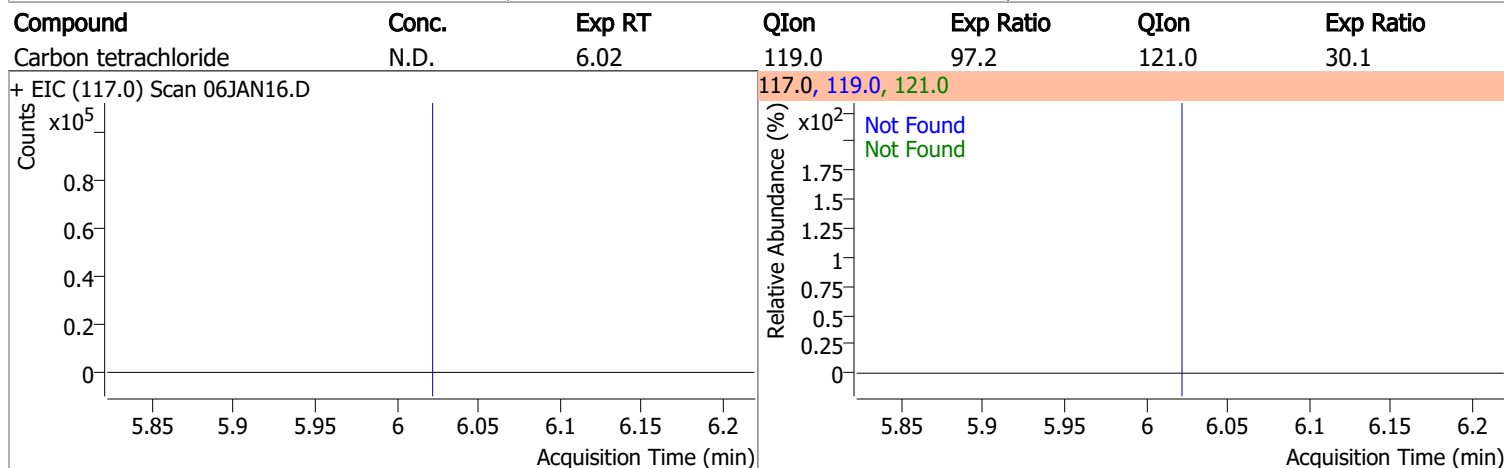 Compound Conc. Exp RT QIon Exp Ratio QIon Exp Ratio
Carbon tetrachloride N.D. 6.02 119.0 97.2 121.0 30.1
+ EIC (117.0) Scan 06JAN16.D
Counts
x10⁵
0.8
0.6
0.4
0.2
0
5.85 5.9 5.95 6 6.05 6.1 6.15 6.2
Acquisition Time (min)
117.0, 119.0, 121.0
Relative Abundance (%)
x10²
Not Found
Not Found
1.75
1.5
1.25
1
0.75
0.5
0.25
0
5.85 5.9 5.95 6 6.05 6.1 6.15 6.2
Acquisition Time (min)